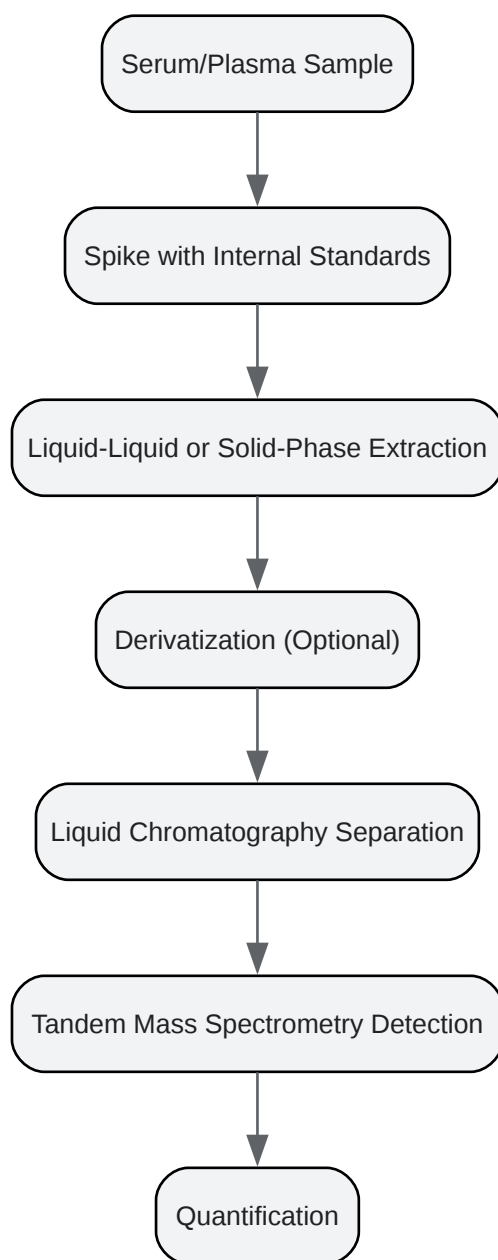 Serum/Plasma Sample
Spike with Internal Standards
Liquid-Liquid or Solid-Phase Extraction
Derivatization (Optional)
Liquid Chromatography Separation
Tandem Mass Spectrometry Detection
Quantification